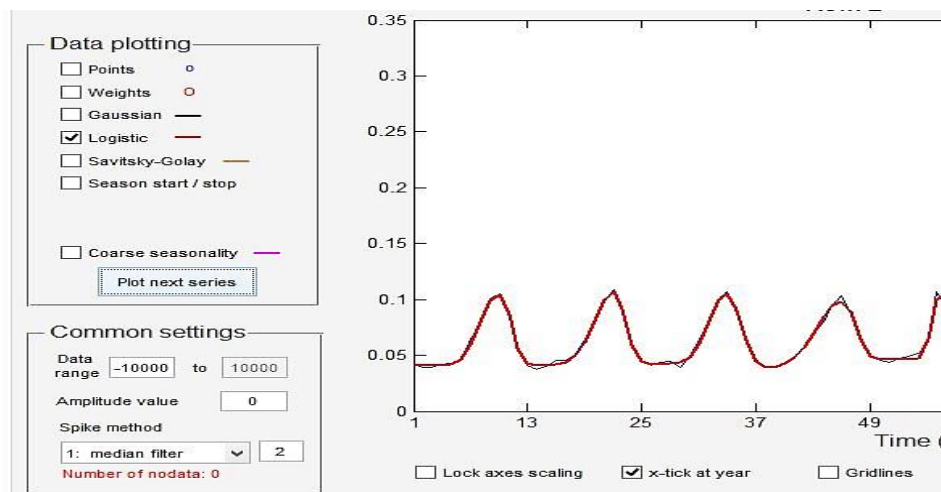 Data plotting
Points
Weights
Gaussian
Logistic
Savitsky-Golay
Season start / stop
Coarse seasonality
Plot next series
Common settings
Data range -10000 to 10000
Amplitude value 0
Spike method
1: median filter 2
Number of nodata: 0
0.35
0.3
0.25
0.2
0.15
0.1
0.05
0
1 13 25 37 49
Time
Lock axes scaling x-tick at year Gridlines